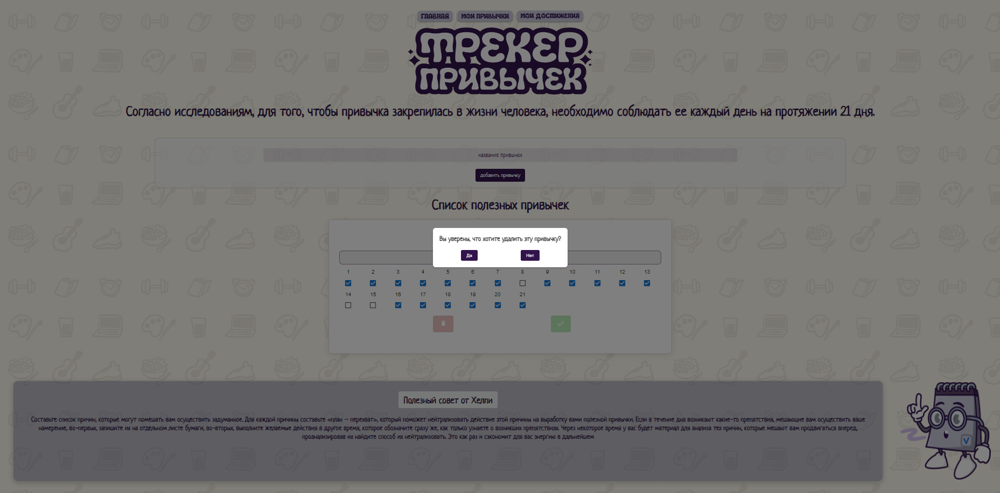 ГЛАВНАЯ МОИ ПРИВЫЧКИ МОИ ДОСТИЖЕНИЯ
ТРЕКЕР
ПРИВЫЧЕК
Согласно исследованиям, для того, чтобы привычка закрепилась в жизни человека, необходимо соблюдать ее каждый день на протяжении 21 дня.
название привычки
добавить привычку
Список полезных привычек
Вы уверены, что хотите удалить эту привычку?
Да Нет
1 2 3 4 5 6 7 8 9 10 11 12 13
14 15 16 17 18 19 20 21
Полезный совет от Хелпи
Составьте список причин, которые могут помешать вам осуществить задуманное. Для каждой причины составьте «план – перехват», который поможет нейтрализовать действие этой причины на выработку вами полезной привычки. Если в течение дня возникают какие-то препятствия, мешающие вам осуществить ваше
намерение, во-первых, запишите их на отдельном листе бумаги, во-вторых, выполните желаемые действия в другое время, которое обозначите сразу же, как только узнаете о возникших препятствиях. Через некоторое время у вас будет материал для анализа тех причин, которые мешают вам продвигаться вперед,
проанализировав их найдите способ их нейтрализовать. Это как раз и сэкономит для вас энергию в дальнейшем